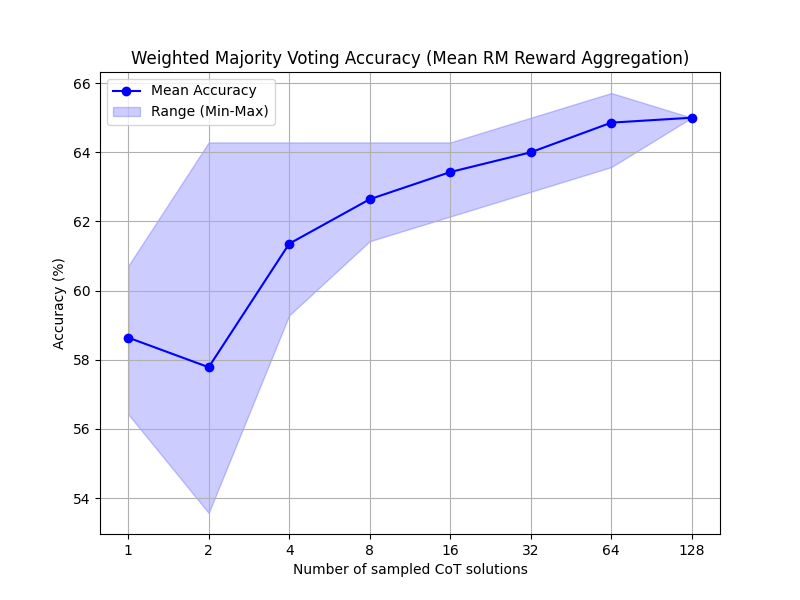 Weighted Majority Voting Accuracy (Mean RM Reward Aggregation)
Mean Accuracy
Range (Min-Max)
66
64
62
60
58
56
54
Accuracy (%)
1 2 4 8 16 32 64 128
Number of sampled CoT solutions